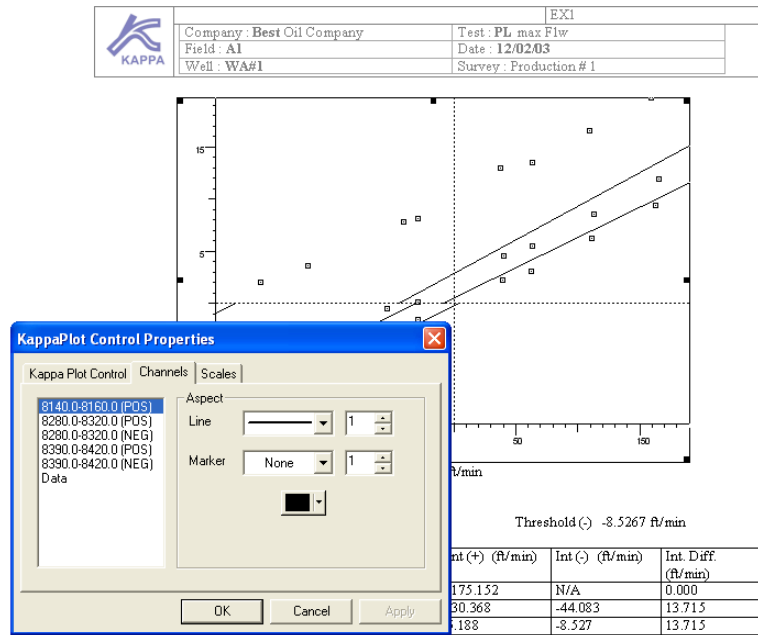 EX1
KAPPA
Company : Best Oil Company
Test : PL max Flw
Field : A1
Date : 12/02/03
Well : WA#1
Survey : Production # 1
15
5
KappaPlot Control Properties
Kappa Plot Control
Channels
Scales
8140.0-8160.0 (POS)
8280.0-8320.0 (POS)
8280.0-8320.0 (NEG)
8390.0-8420.0 (POS)
8390.0-8420.0 (NEG)
Data
Aspect
Line
1
Marker
None
1
OK
Cancel
Apply
50
150
ft/min
Threshold (-) -8.5267 ft/min
Int (-) (ft/min)
Int. Diff.
(ft/min)
175.152
N/A
0.000
30.368
-44.083
13.715
.188
-8.527
13.715